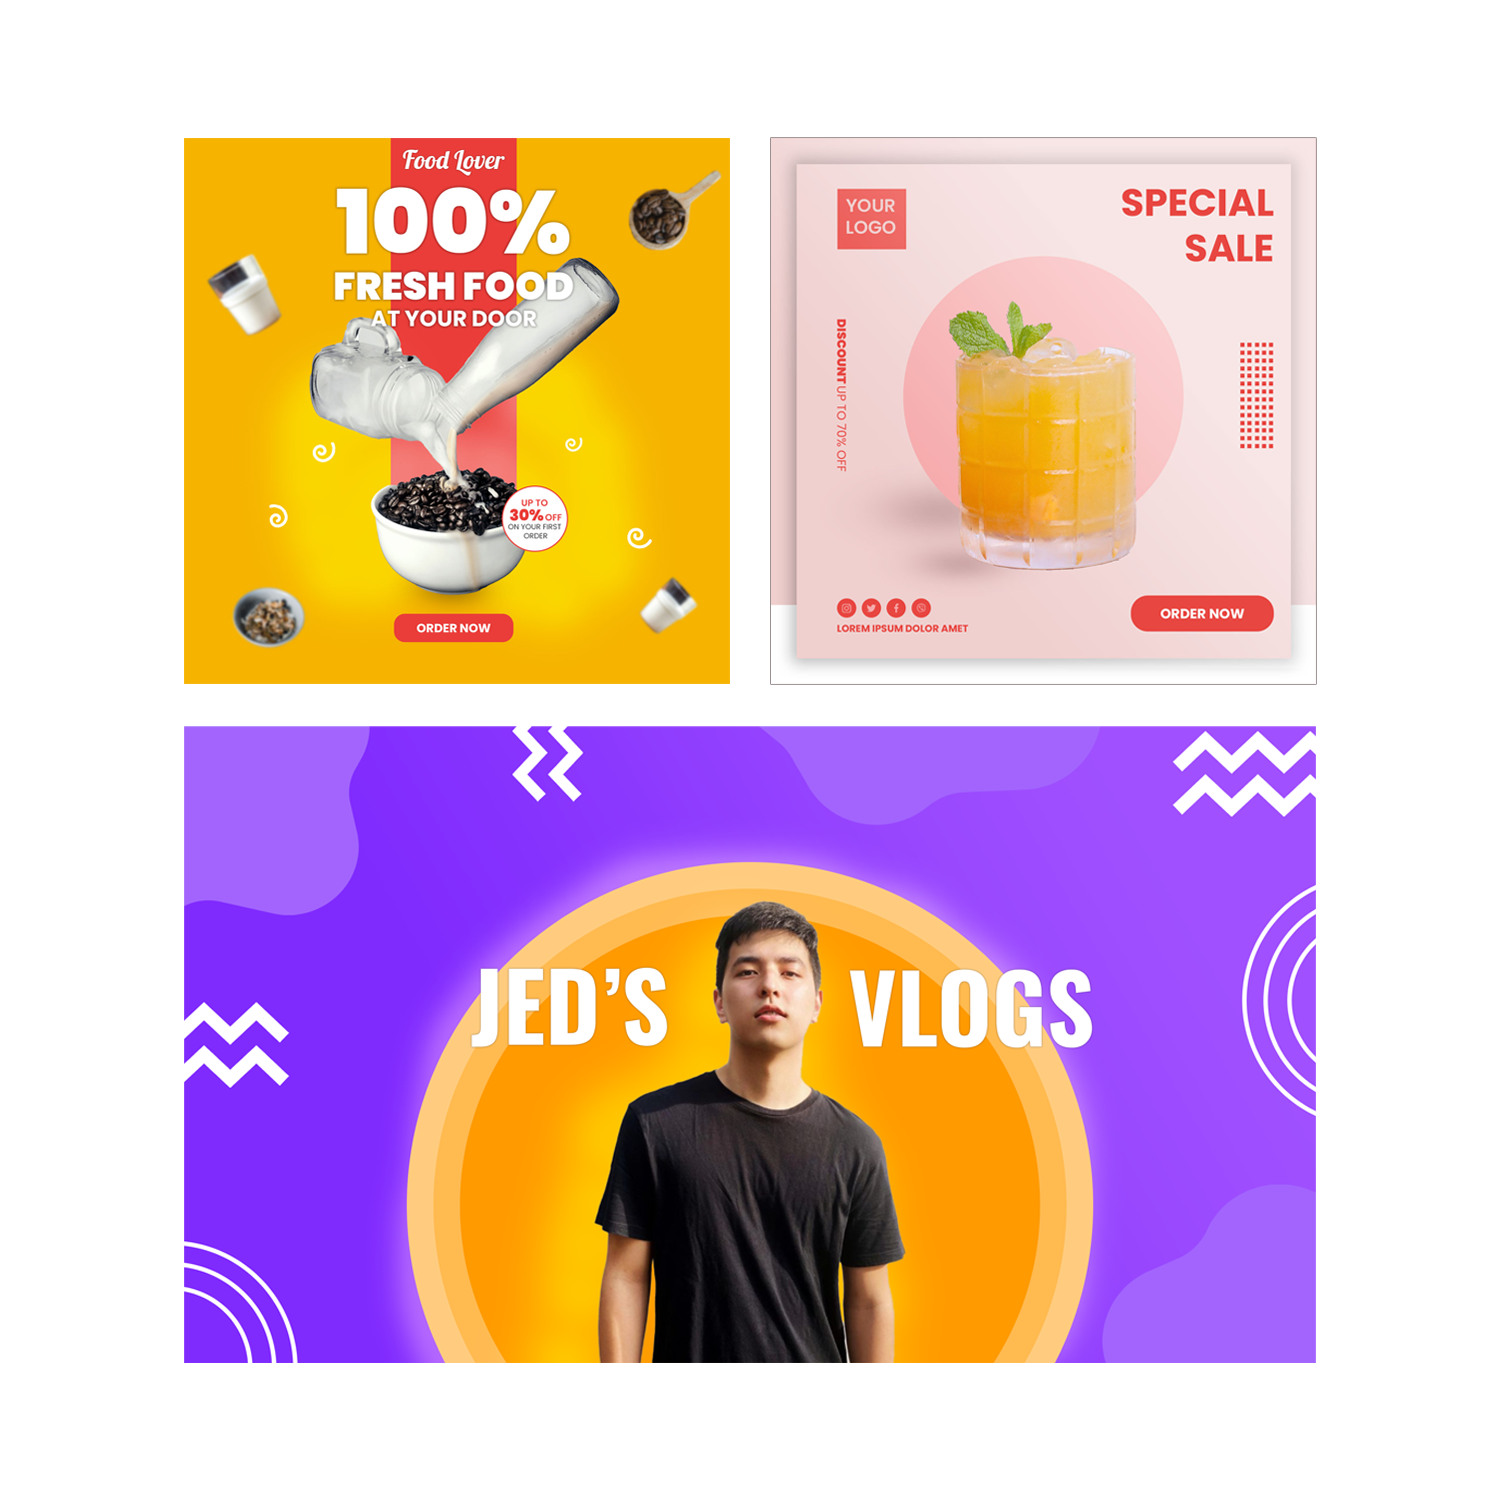 Food Lover
100%
FRESH FOOD
AT YOUR DOOR
UP TO
30% OFF
ON YOUR FIRST
ORDER
ORDER NOW
YOUR
LOGO
SPECIAL
SALE
DISCOUNT UP TO 70% OFF
LOREM IPSUM DOLOR AMET
ORDER NOW
JED’S VLOGS